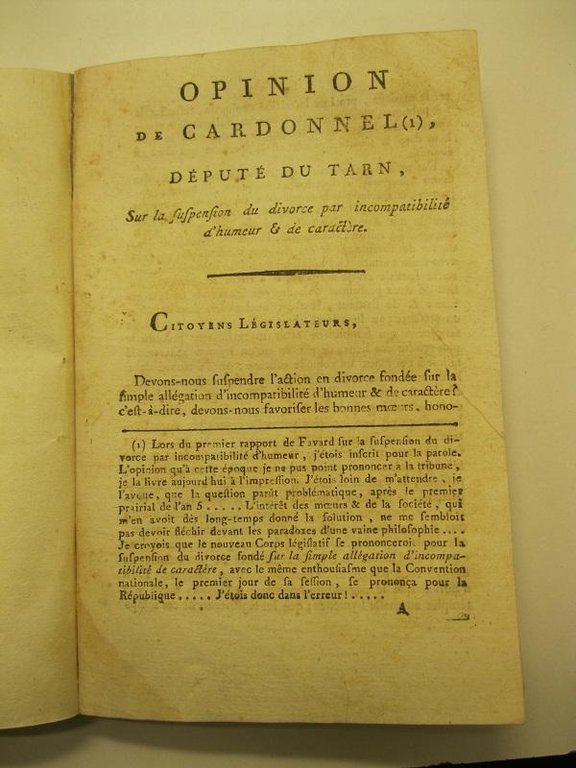 OPINION
DE CARDONNEL (1),
DÉPUTÉ DU TARN,
Sur la ſuſpenſion du divorce par incompatibilité
d'humeur & de caractère.
CITOYENS LÉGISLATEURS,
Devons-nous ſuſpendre l'action en divorce fondée ſur la
ſimple allégation d'incompatibilité d'humeur & de caractère?
c'eſt-à-dire, devons-nous favoriſer les bonnes mœurs, hono-
(1) Lors du premier rapport de Favard ſur la ſuſpenſion du di-
vorce par incompatibilité d'humeur, j'étois inſcrit pour la parole.
L'opinion qu'à cette époque je ne pus point prononcer à la tribune,
je la livre aujourd'hui à l'impreſſion. J'étois loin de m'attendre, je
l'avoue, que la queſtion parût problématique, après le premier
prairial de l'an 5 ..... L'intérêt des mœurs & de la ſociété, qui
m'en avoit dès long-temps donné la ſolution, ne me ſembloit
pas devoir fléchir devant les paradoxes d'une vaine philoſophie ....
Je croyois que le nouveau Corps légiſlatif ſe prononceroit pour la
ſuſpenſion du divorce fondé ſur la ſimple allégation d'incompa-
tibilité de caractère, avec le même enthouſiaſme que la Convention
nationale, le premier jour de ſa ſeſſion, ſe prononça pour la
République ..... J'étois donc dans l'erreur! .....
A